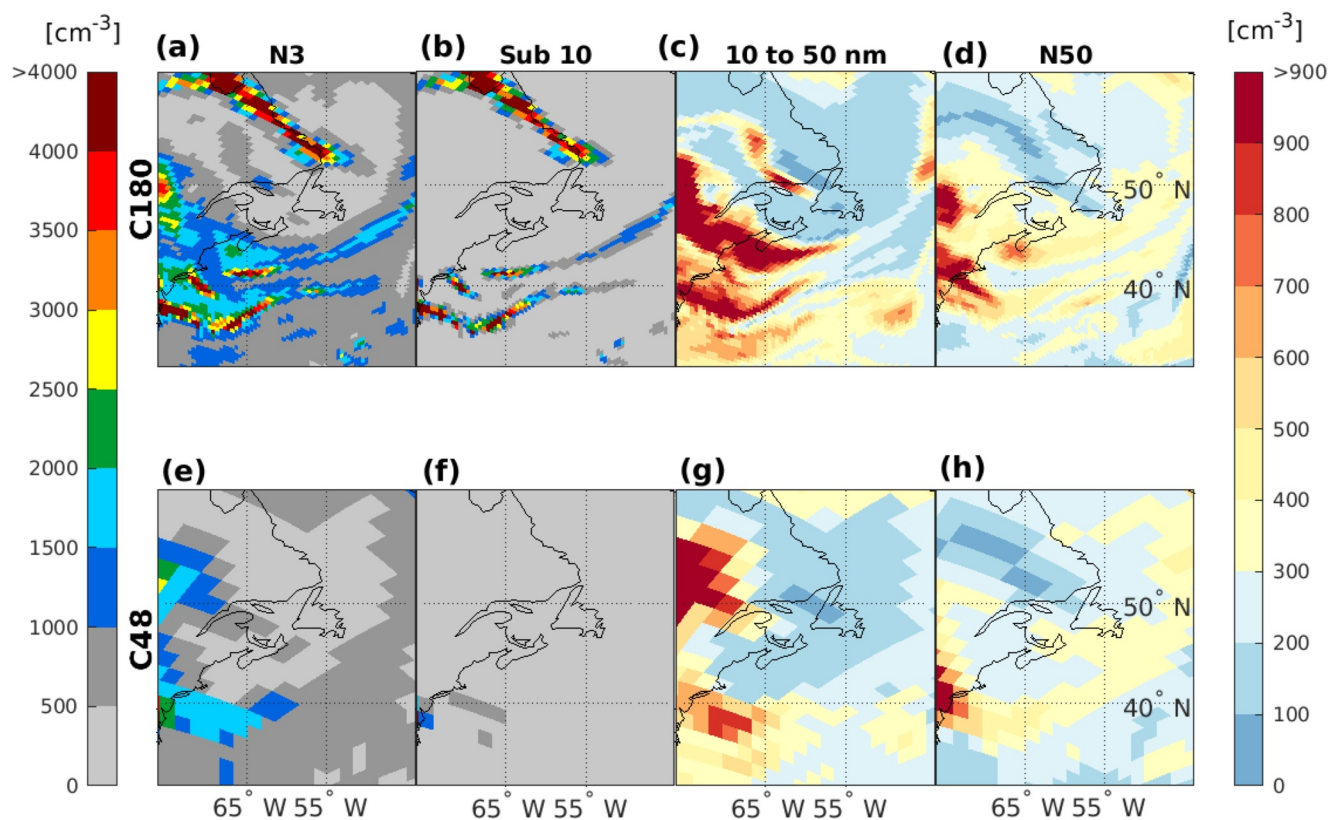 [cm-3]
(a) N3
(b) Sub 10
(c) 10 to 50 nm
(d) N50
[cm-3]
>4000
4000
3500
3000
2500
2000
1500
1000
500
0
C180
50° N
40° N
>900
900
800
700
600
500
400
300
200
100
0
(e)
(f)
(g)
(h)
C48
50° N
40° N
65° W 55° W
65° W 55° W
65° W 55° W
65° W 55° W